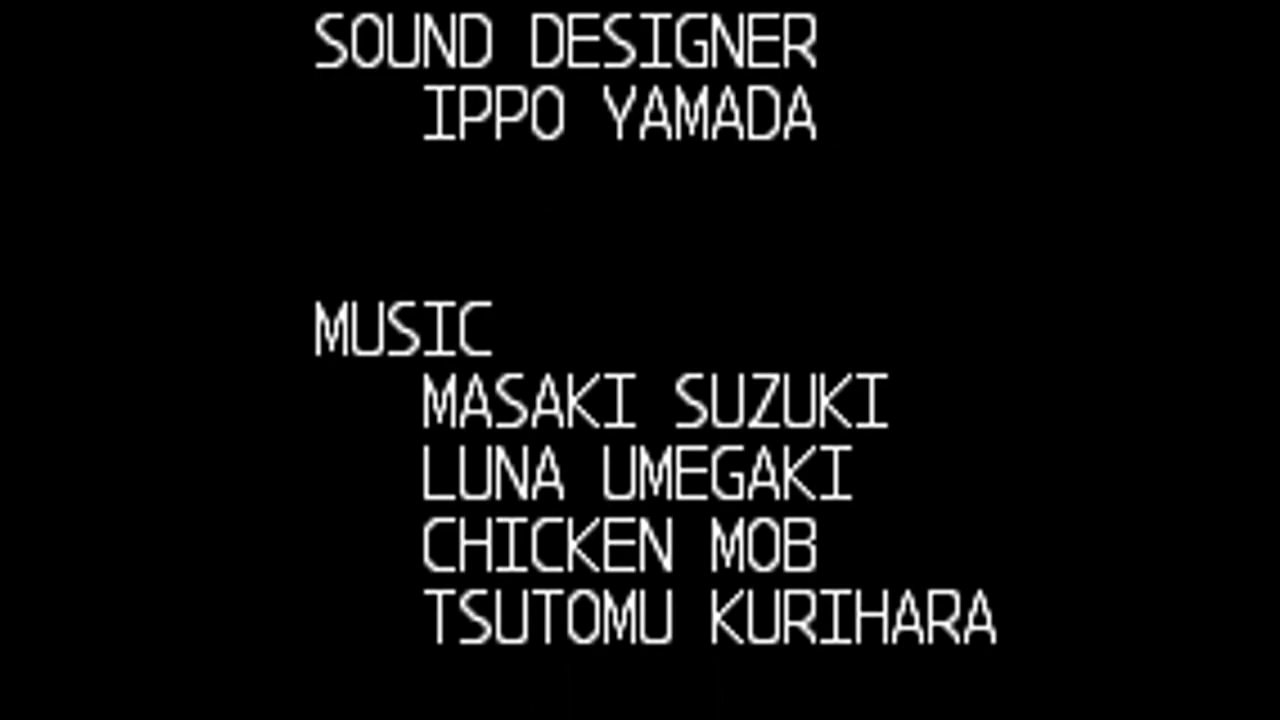 SOUND DESIGNER
IPPO YAMADA
MUSIC
MASAKI SUZUKI
LUNA UMEGAKI
CHICKEN MOB
TSUTOMU KURIHARA